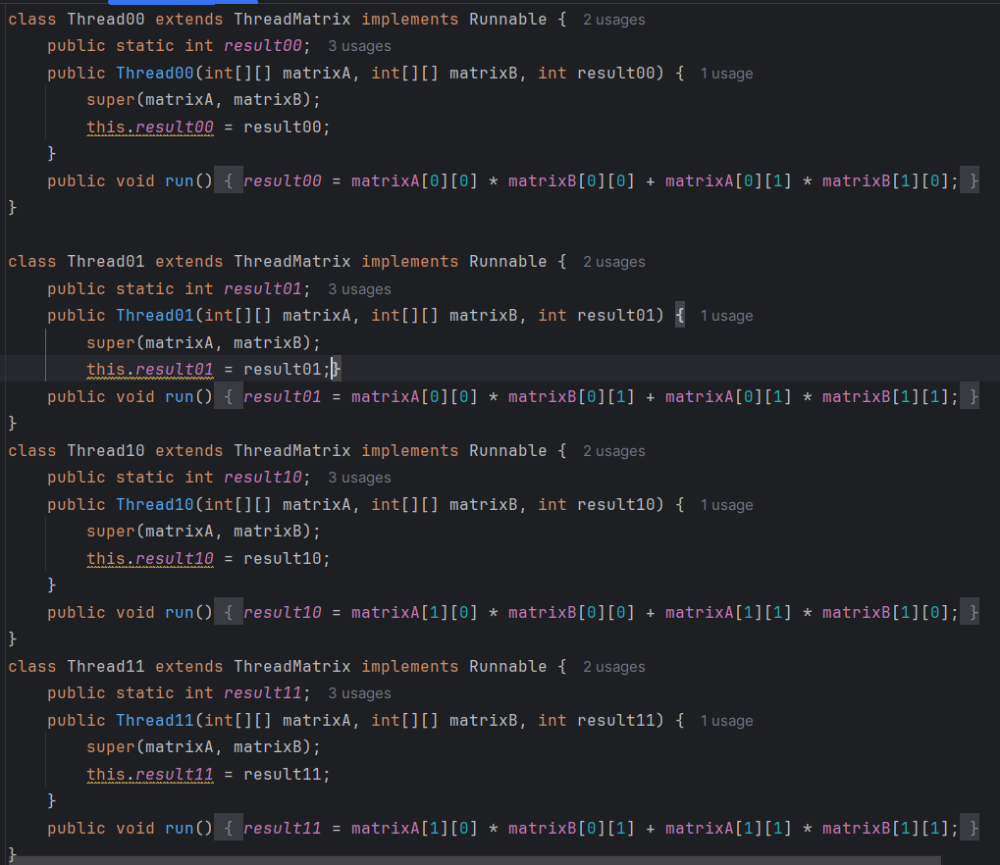 class Thread00 extends ThreadMatrix implements Runnable {  2 usages
    public static int result00;  3 usages
    public Thread00(int[][] matrixA, int[][] matrixB, int result00) {  1 usage
        super(matrixA, matrixB);
        this.result00 = result00;
    }
    public void run() { result00 = matrixA[0][0] * matrixB[0][0] + matrixA[0][1] * matrixB[1][0]; }
}

class Thread01 extends ThreadMatrix implements Runnable {  2 usages
    public static int result01;  3 usages
    public Thread01(int[][] matrixA, int[][] matrixB, int result01) {  1 usage
        super(matrixA, matrixB);
        this.result01 = result01;}
    public void run() { result01 = matrixA[0][0] * matrixB[0][1] + matrixA[0][1] * matrixB[1][1]; }
}
class Thread10 extends ThreadMatrix implements Runnable {  2 usages
    public static int result10;  3 usages
    public Thread10(int[][] matrixA, int[][] matrixB, int result10) {  1 usage
        super(matrixA, matrixB);
        this.result10 = result10;
    }
    public void run() { result10 = matrixA[1][0] * matrixB[0][0] + matrixA[1][1] * matrixB[1][0]; }
}
class Thread11 extends ThreadMatrix implements Runnable {  2 usages
    public static int result11;  3 usages
    public Thread11(int[][] matrixA, int[][] matrixB, int result11) {  1 usage
        super(matrixA, matrixB);
        this.result11 = result11;
    }
    public void run() { result11 = matrixA[1][0] * matrixB[0][1] + matrixA[1][1] * matrixB[1][1]; }
}